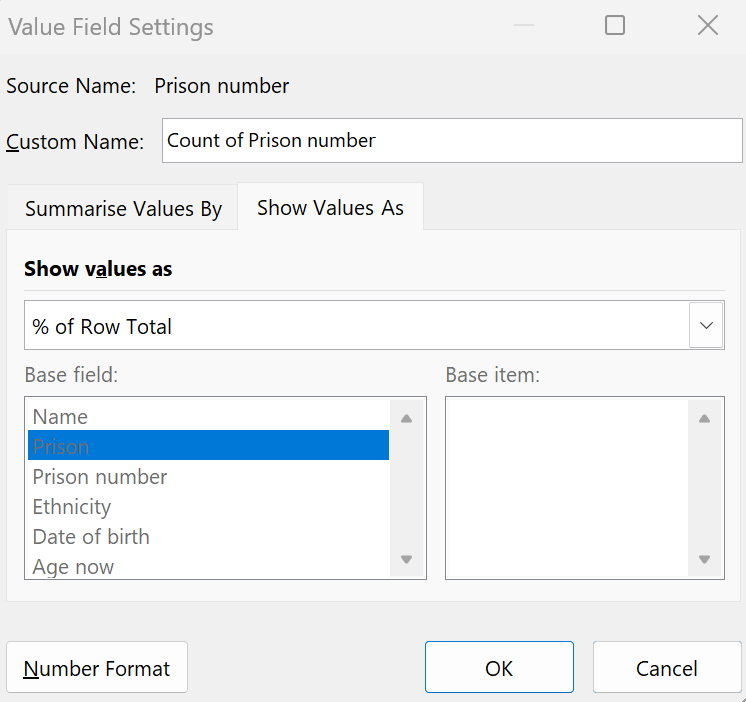 Value Field Settings
Source Name: Prison number
Custom Name: Count of Prison number
Summarise Values By Show Values As
Show values as
% of Row Total
Base field: Base item:
Name
Prison
Prison number
Ethnicity
Date of birth
Age now
Number Format OK Cancel